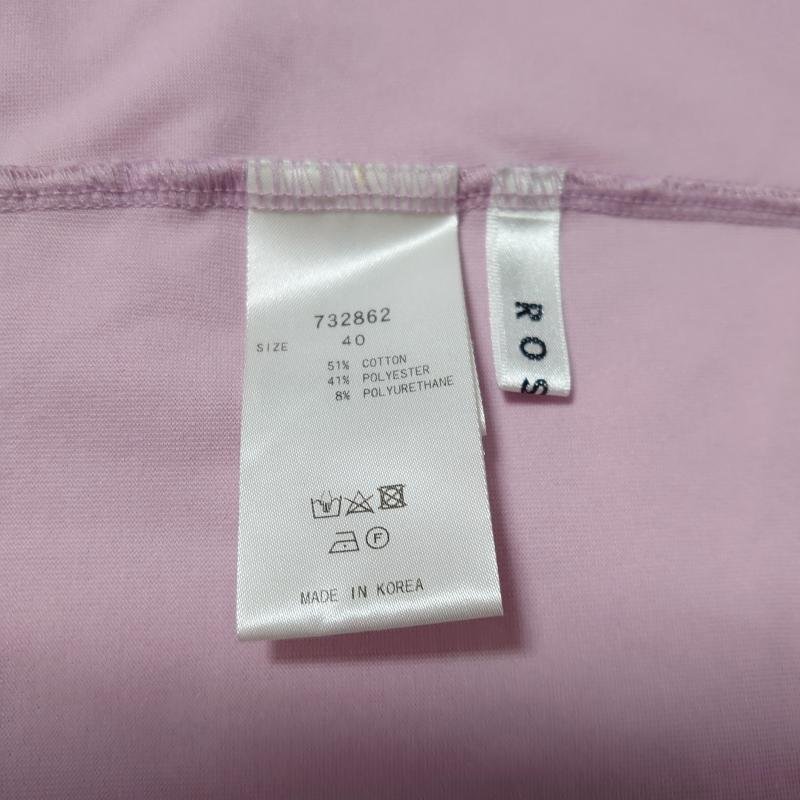 732862
SIZE 40
51% COTTON
41% POLYESTER
8% POLYURETHANE
F
MADE IN KOREA
ROS